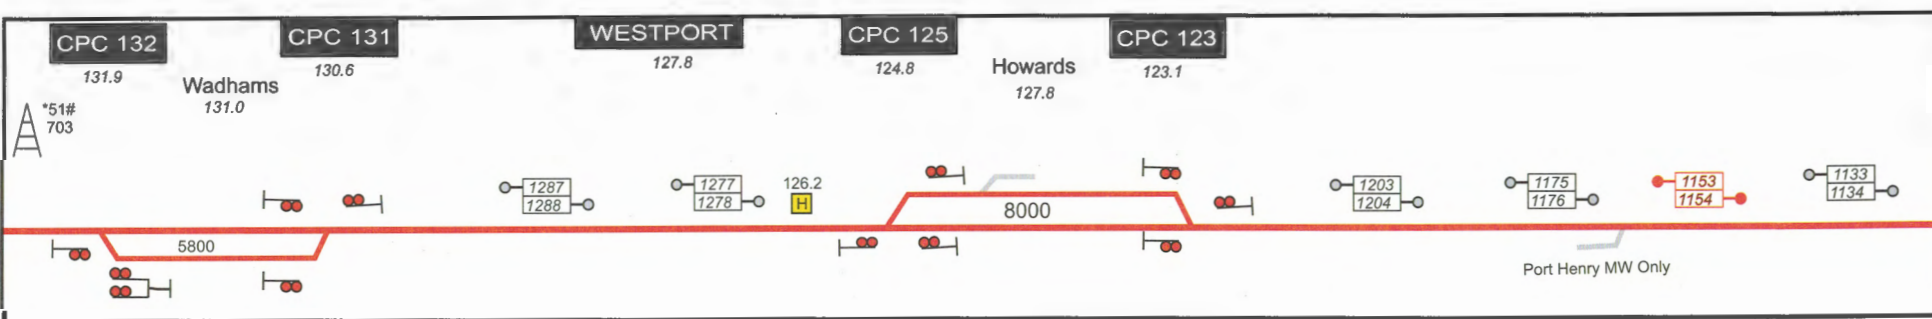 CPC 132
131.9
Wadhams
131.0
CPC 131
130.6
WESTPORT
127.8
CPC 125
124.8
Howards
127.8
CPC 123
123.1
*51#
703
1287
1288
1277
1278
126.2
H
8000
1203
1204
1175
1176
1153
1154
1133
1134
5800
Port Henry MW Only